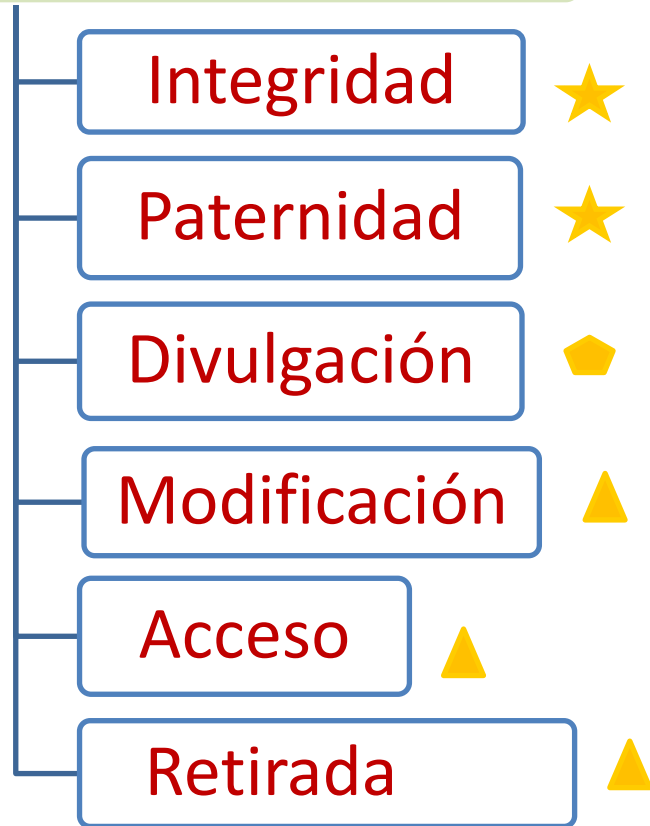 Integridad
Paternidad
Divulgación
Modificación
Acceso
Retirada